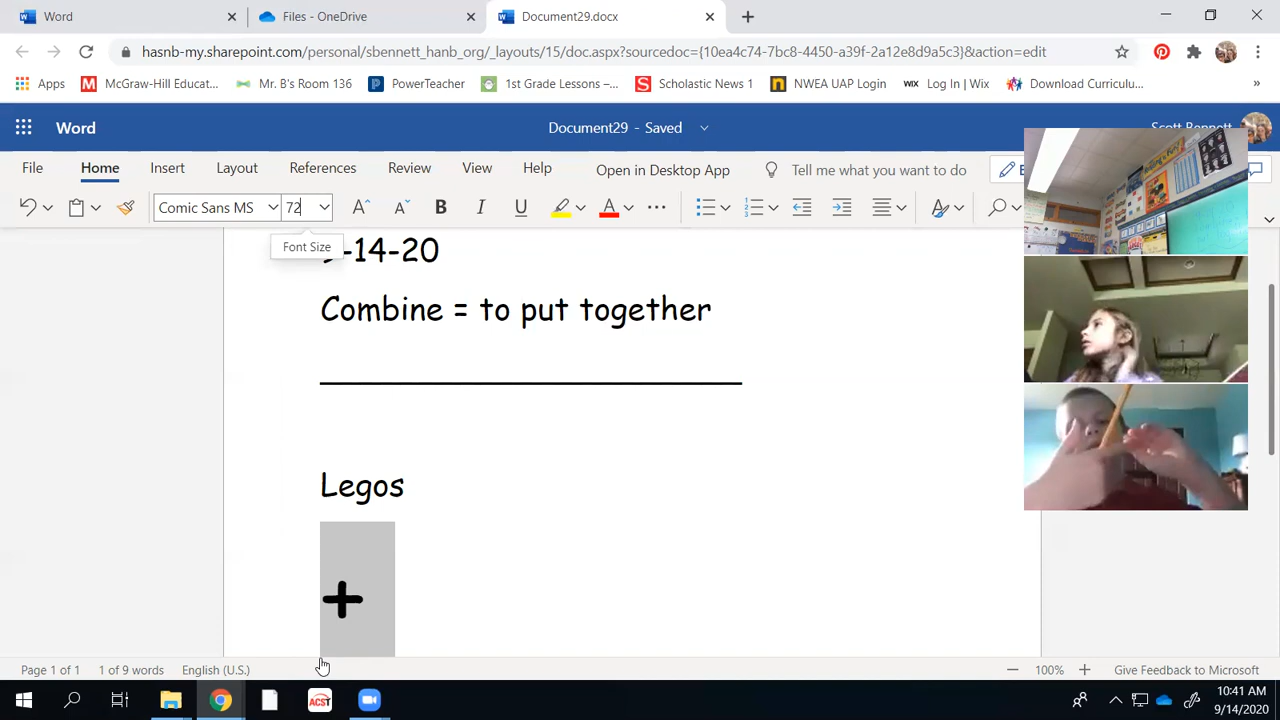 Word
Files - OneDrive
Document29.docx
hasnb-my.sharepoint.com/personal/sbennett_hanb_org/_layouts/15/doc.aspx?sourcedoc={10ea4c74-7bc8-4450-a39f-2a12e8d9a5c3}&action=edit
Apps McGraw-Hill Educat... Mr. B's Room 136 PowerTeacher 1st Grade Lessons –... Scholastic News 1 NWEA UAP Login WIX Log In | Wix Download Curriculu... »
Word Document29 - Saved Scott Bennett
File Home Insert Layout References Review View Help Open in Desktop App Tell me what you want to do
Comic Sans MS 72 A A B I U A
Font Size
-14-20
Combine = to put together
Legos
+
Page 1 of 1 1 of 9 words English (U.S.) 100% Give Feedback to Microsoft
ACST
10:41 AM
9/14/2020